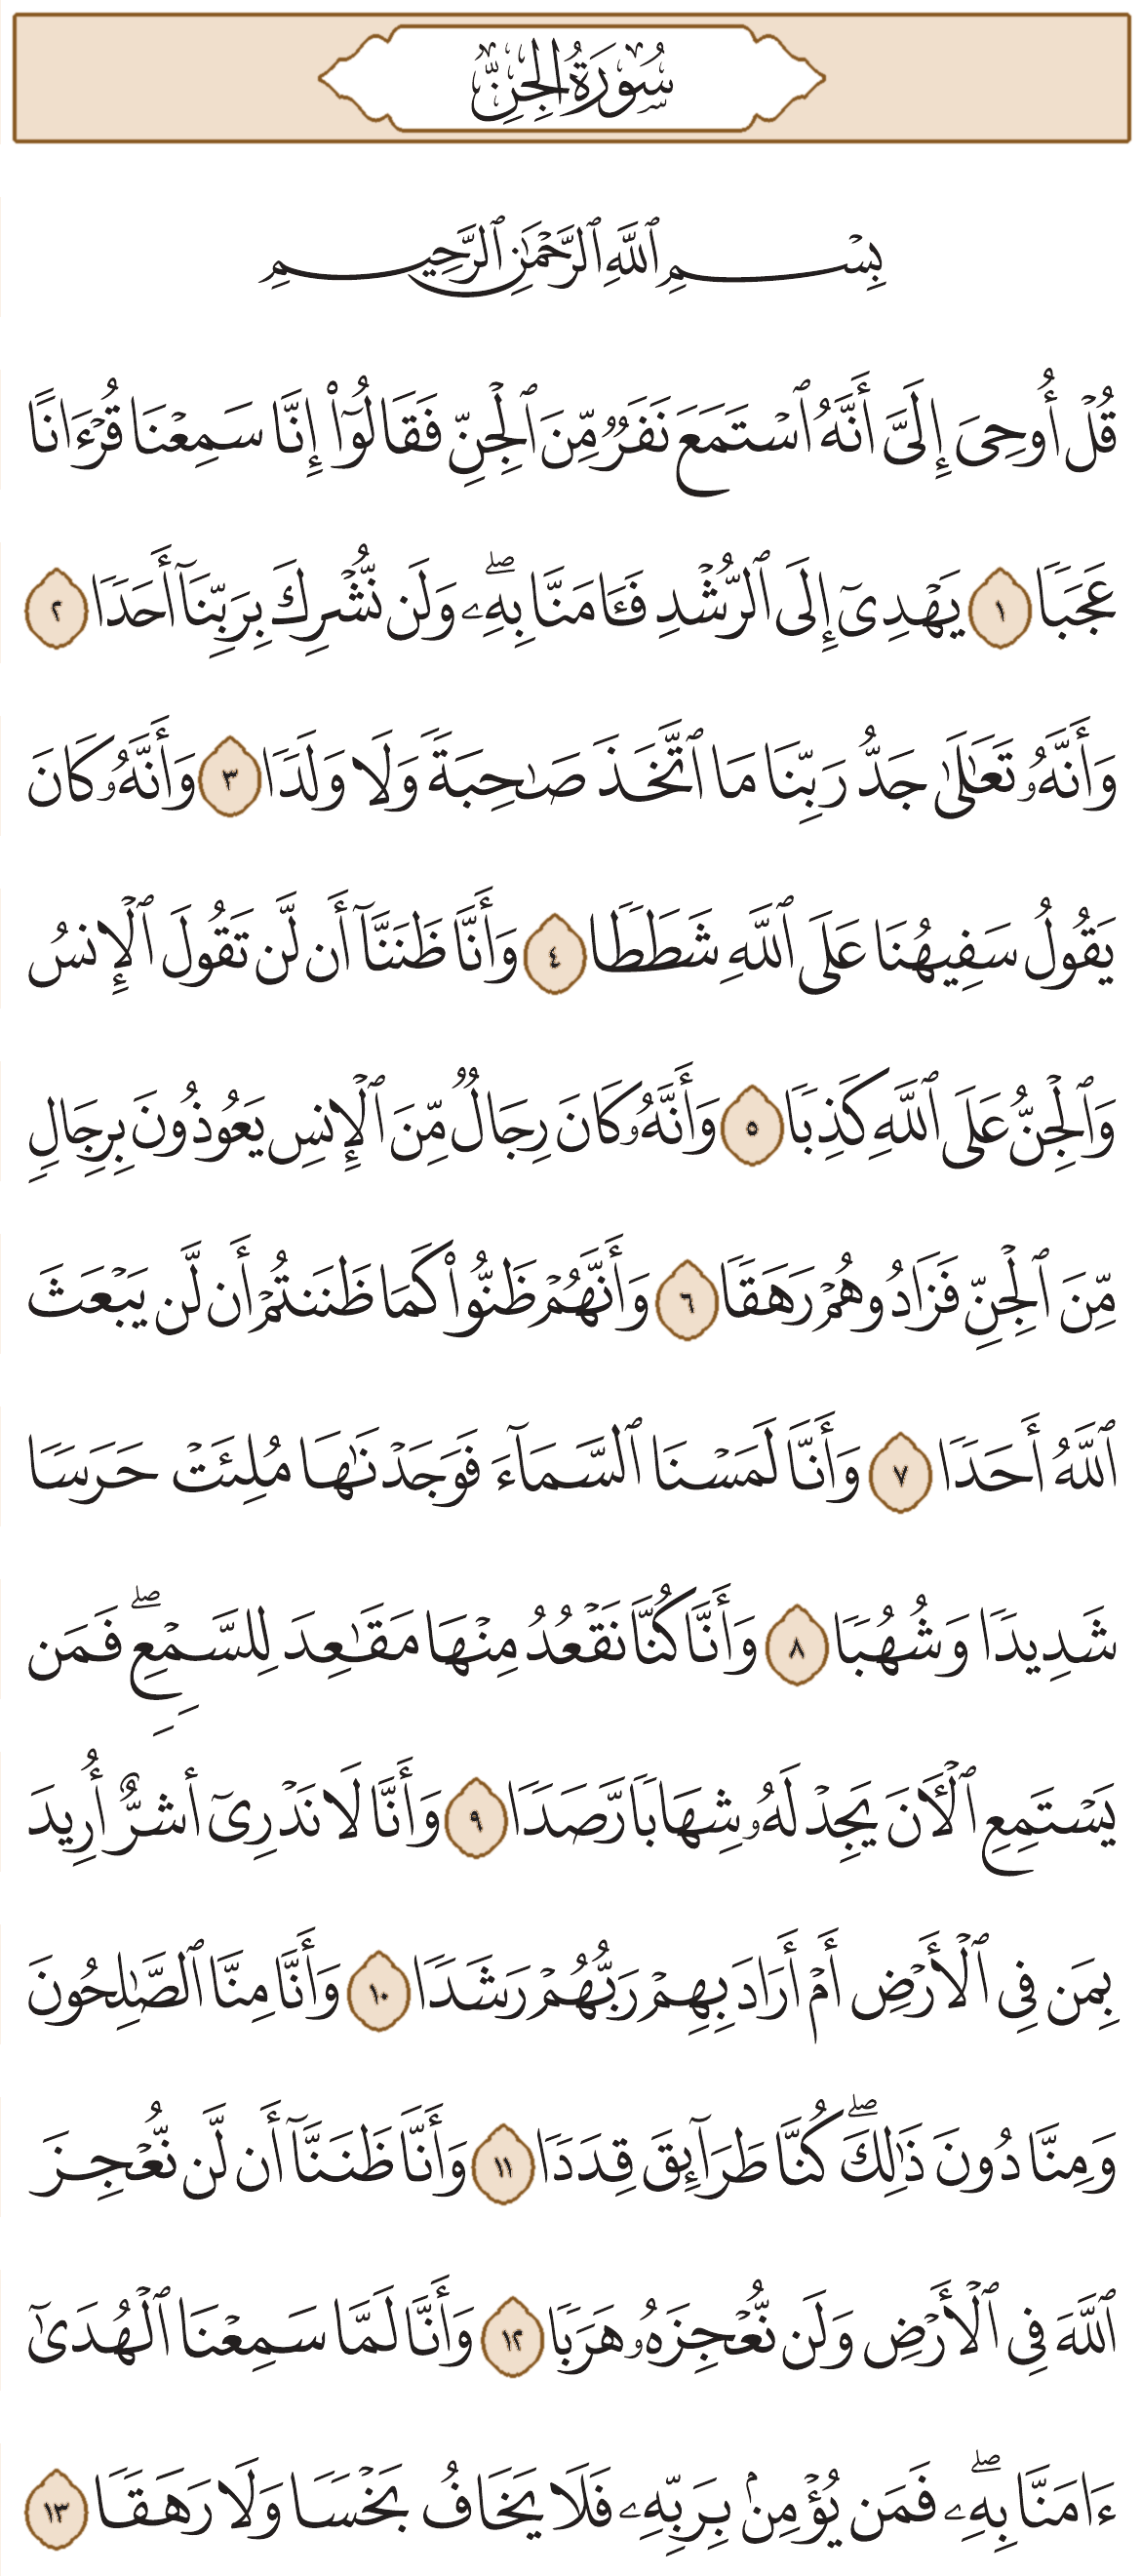 سُورَةُ الجِنِّ
بِسْمِ ٱللَّهِ ٱلرَّحْمَٰنِ ٱلرَّحِيمِ
قُلْ أُوحِىَ إِلَىَّ أَنَّهُ ٱسْتَمَعَ نَفَرٌ مِّنَ ٱلْجِنِّ فَقَالُوٓا۟ إِنَّا سَمِعْنَا قُرْءَانًا
عَجَبًا ١ يَهْدِىٓ إِلَى ٱلرُّشْدِ فَـَٔامَنَّا بِهِۦ ۖ وَلَن نُّشْرِكَ بِرَبِّنَآ أَحَدًا ٢
وَأَنَّهُۥ تَعَٰلَىٰ جَدُّ رَبِّنَا مَا ٱتَّخَذَ صَٰحِبَةً وَلَا وَلَدًا ٣ وَأَنَّهُۥ كَانَ
يَقُولُ سَفِيهُنَا عَلَى ٱللَّهِ شَطَطًا ٤ وَأَنَّا ظَنَنَّآ أَن لَّن تَقُولَ ٱلْإِنسُ
وَٱلْجِنُّ عَلَى ٱللَّهِ كَذِبًا ٥ وَأَنَّهُۥ كَانَ رِجَالٌ مِّنَ ٱلْإِنسِ يَعُوذُونَ بِرِجَالٍ
مِّنَ ٱلْجِنِّ فَزَادُوهُمْ رَهَقًا ٦ وَأَنَّهُمْ ظَنُّوا۟ كَمَا ظَنَنتُمْ أَن لَّن يَبْعَثَ
ٱللَّهُ أَحَدًا ٧ وَأَنَّا لَمَسْنَا ٱلسَّمَآءَ فَوَجَدْنَٰهَا مُلِئَتْ حَرَسًا
شَدِيدًا وَشُهُبًا ٨ وَأَنَّا كُنَّا نَقْعُدُ مِنْهَا مَقَٰعِدَ لِلسَّمْعِ ۖ فَمَن
يَسْتَمِعِ ٱلْـَٔانَ يَجِدْ لَهُۥ شِهَابًا رَّصَدًا ٩ وَأَنَّا لَا نَدْرِىٓ أَشَرٌّ أُرِيدَ
بِمَن فِى ٱلْأَرْضِ أَمْ أَرَادَ بِهِمْ رَبُّهُمْ رَشَدًا ١٠ وَأَنَّا مِنَّا ٱلصَّٰلِحُونَ
وَمِنَّا دُونَ ذَٰلِكَ ۖ كُنَّا طَرَآئِقَ قِدَدًا ١١ وَأَنَّا ظَنَنَّآ أَن لَّن نُّعْجِزَ
ٱللَّهَ فِى ٱلْأَرْضِ وَلَن نُّعْجِزَهُۥ هَرَبًا ١٢ وَأَنَّا لَمَّا سَمِعْنَا ٱلْهُدَىٰٓ
ءَامَنَّا بِهِۦ ۖ فَمَن يُؤْمِنۢ بِرَبِّهِۦ فَلَا يَخَافُ بَخْسًا وَلَا رَهَقًا ١٣